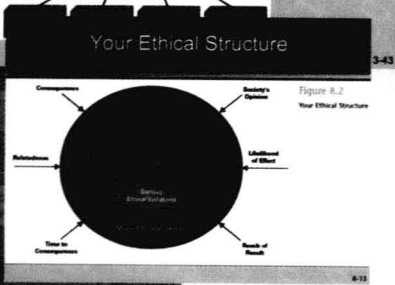 Your Ethical Structure
3-43
Consequences
Society's
Opinion
Figure 8.2
Your Ethical Structure
Relatedness
Likelihood
of Effect
Serious
Ethical Violations
Time to
Consequences
Reach of
Result
8-13